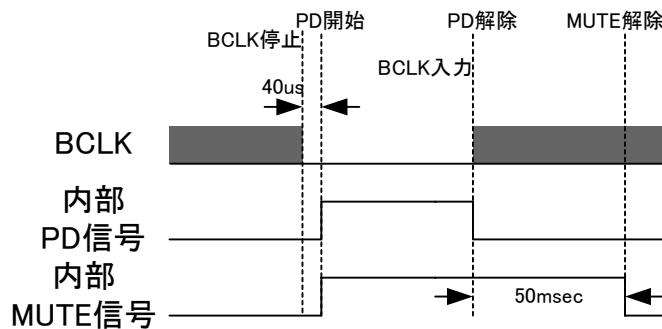 PD開始
PD解除
MUTE解除
BCLK停止
BCLK入力
40us
BCLK
内部
PD信号
内部
MUTE信号
50msec